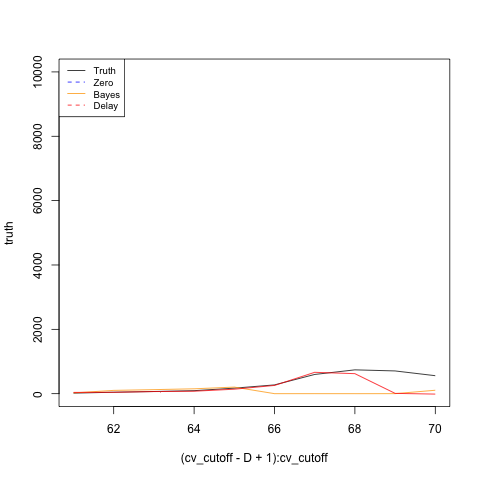 Truth
Zero
Bayes
Delay
truth
10000
8000
6000
4000
2000
0
62
64
66
68
70
(cv_cutoff - D + 1):cv_cutoff